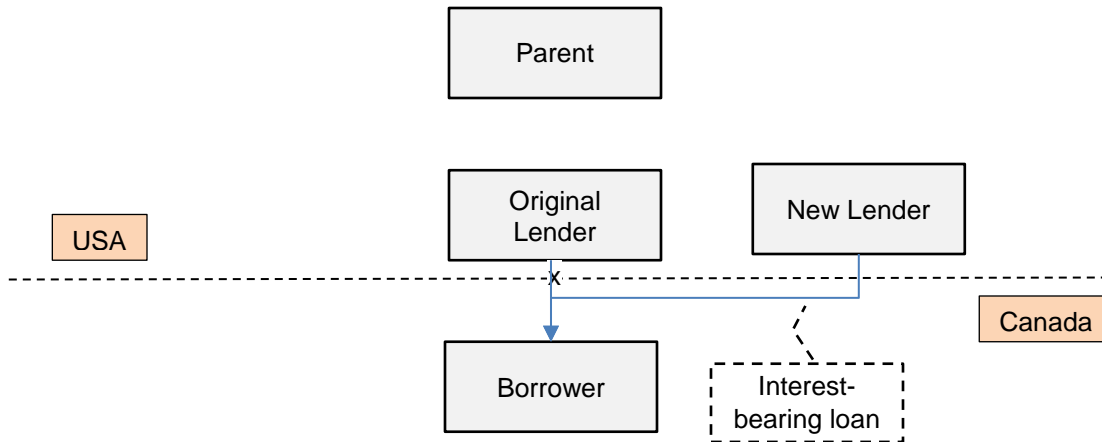 Parent
Original
Lender
New Lender
USA
x
Canada
Borrower
Interest-
bearing loan